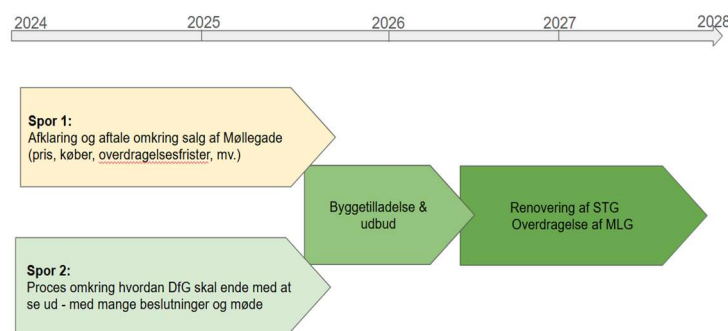 2024 2025 2026 2027 2028
Spor 1:
Afklaring og aftale omkring salg af Møllegade
(pris, køber, overdragelsesfrister, mv.)
Byggetilladelse &
udbud
Renovering af STG
Overdragelse af MLG
Spor 2:
Proces omkring hvordan DfG skal ende med at
se ud - med mange beslutninger og møde